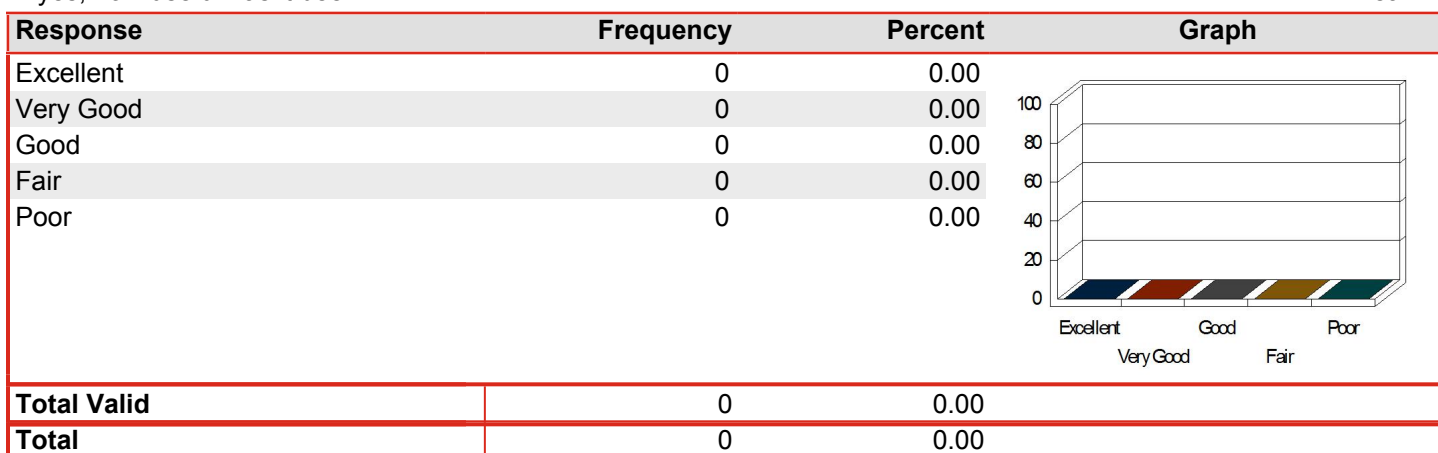 Response Frequency Percent Graph
Excellent 0 0.00
Very Good 0 0.00
Good 0 0.00
Fair 0 0.00
Poor 0 0.00
100
80
60
40
20
0
Excellent Good Poor
Very Good Fair
Total Valid 0 0.00
Total 0 0.00